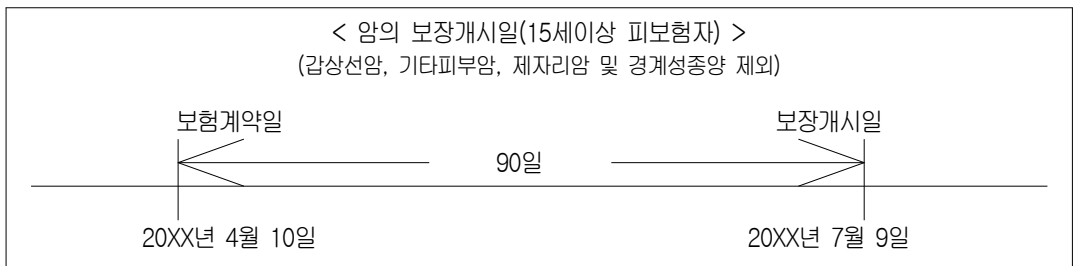 < 암의 보장개시일(15세이상 피보험자) >
(갑상선암, 기타피부암, 제자리암 및 경계성종양 제외)
보험계약일 보장개시일
90일
20XX년 4월 10일 20XX년 7월 9일